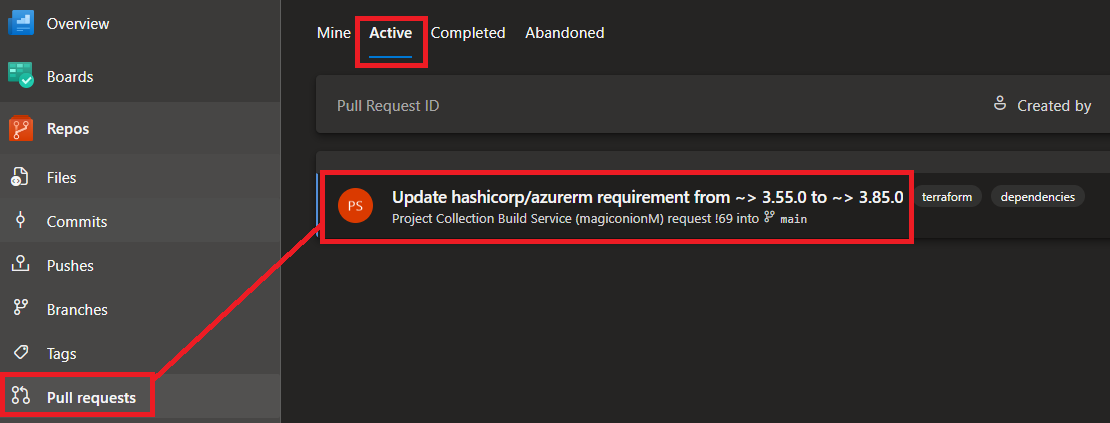 Overview
Boards
Repos
Files
Commits
Pushes
Branches
Tags
Pull requests
Mine Active Completed Abandoned
Pull Request ID Created by
PS
Update hashicorp/azurerm requirement from ~> 3.55.0 to ~> 3.85.0 terraform dependencies
Project Collection Build Service (magiconionM) request !69 into main